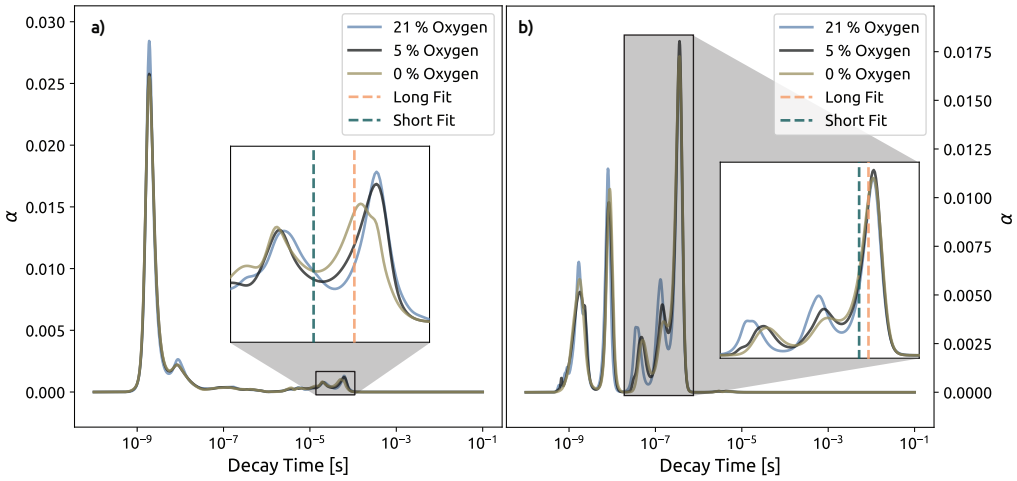 a)
21 % Oxygen
5 % Oxygen
0 % Oxygen
Long Fit
Short Fit
0.030
0.025
0.020
0.015
0.010
0.005
0.000
α
10⁻⁹
10⁻⁷
10⁻⁵
10⁻³
10⁻¹
Decay Time [s]
b)
21 % Oxygen
5 % Oxygen
0 % Oxygen
Long Fit
Short Fit
0.0175
0.0150
0.0125
0.0100
0.0075
0.0050
0.0025
0.0000
α
10⁻⁹
10⁻⁷
10⁻⁵
10⁻³
10⁻¹
Decay Time [s]